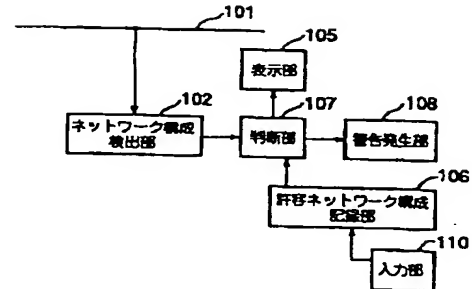 101
105
表示部
102
107
108
ネットワーク構成
検出部
判断部
警告発生部
106
許容ネットワーク構成
記録部
110
入力部